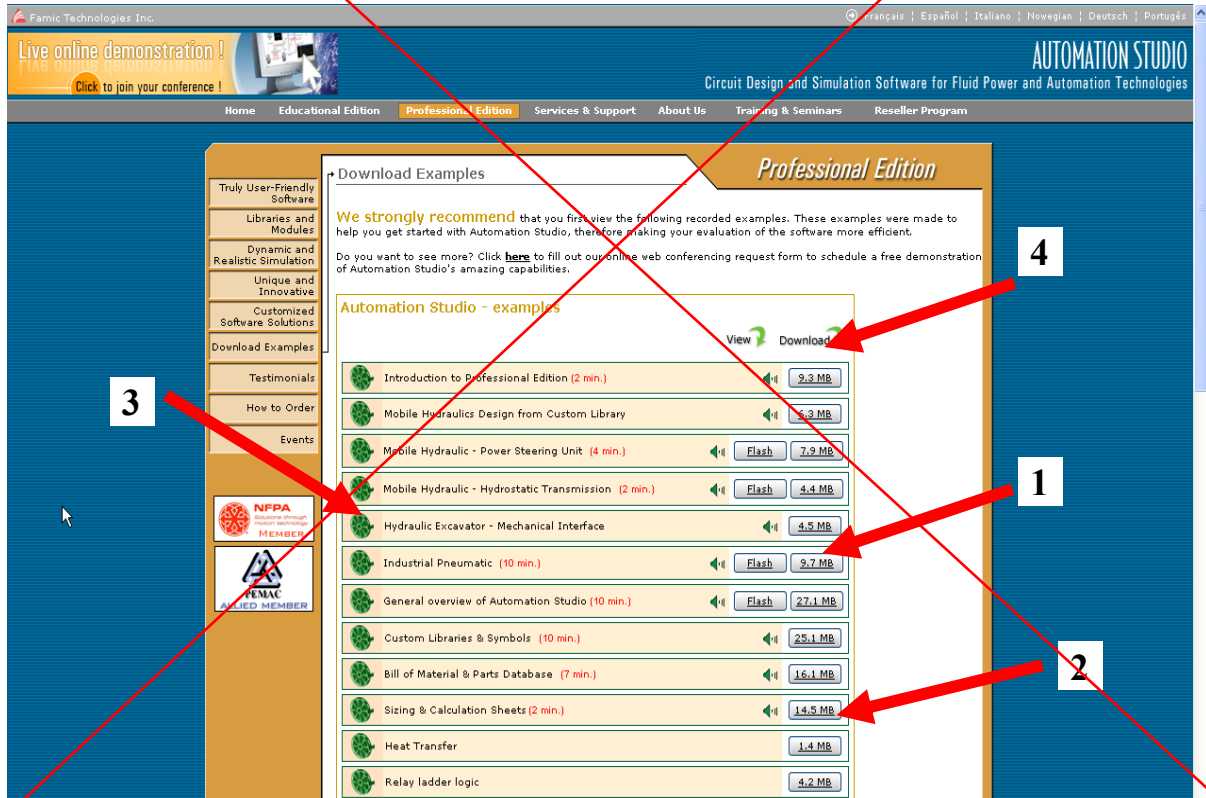 Famic Technologies Inc.
Français ¦ Español ¦ Italiano ¦ Nowegian ¦ Deutsch ¦ Portugés
Live online demonstration !
Click to join your conference !
AUTOMATION STUDIO
Circuit Design and Simulation Software for Fluid Power and Automation Technologies
Home Educational Edition Professional Edition Services & Support About Us Training & Seminars Reseller Program
Truly User-Friendly
Software
Libraries and
Modules
Dynamic and
Realistic Simulation
Unique and
Innovative
Customized
Software Solutions
Download Examples
Testimonials
How to Order
Events
NFPA
Solutions through
motion technology
MEMBER
PEMAC
ALLIED MEMBER
Download Examples
Professional Edition
We strongly recommend that you first view the following recorded examples. These examples were made to
help you get started with Automation Studio, therefore making your evaluation of the software more efficient.
Do you want to see more? Click here to fill out our online web conferencing request form to schedule a free demonstration
of Automation Studio's amazing capabilities.
Automation Studio - examples
View Download
Introduction to Professional Edition (2 min.) 9.3 MB
Mobile Hydraulics Design from Custom Library 6.3 MB
Mobile Hydraulic - Power Steering Unit (4 min.) Flash 7.9 MB
Mobile Hydraulic - Hydrostatic Transmission (2 min.) Flash 4.4 MB
Hydraulic Excavator - Mechanical Interface 4.5 MB
Industrial Pneumatic (10 min.) Flash 9.7 MB
General overview of Automation Studio (10 min.) Flash 27.1 MB
Custom Libraries & Symbols (10 min.) 25.1 MB
Bill of Material & Parts Database (7 min.) 16.1 MB
Sizing & Calculation Sheets (2 min.) 14.5 MB
Heat Transfer 1.4 MB
Relay ladder logic 4.2 MB
4
3
1
2